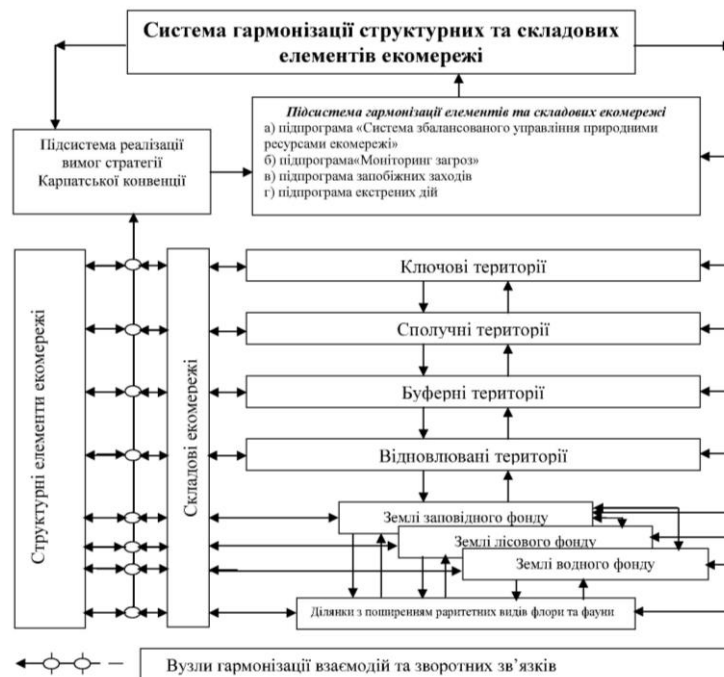 Система гармонізації структурних та складових
елементів екомережі
Підсистема гармонізації елементів та складових екомережі
а) підпрограма «Система збалансованого управління природними
ресурсами екомережі»
б) підпрограма«Моніторинг загроз»
в) підпрограма запобіжних заходів
г) підпрограма екстрених дій
Підсистема реалізації
вимог стратегії
Карпатської конвенції
Структурні елементи екомережі
Складові екомережі
Ключові території
Сполучні території
Буферні території
Відновлювані території
Землі заповідного фонду
Землі лісового фонду
Землі водного фонду
Ділянки з поширенням раритетних видів флори та фауни
Вузли гармонізації взаємодій та зворотних зв’язків